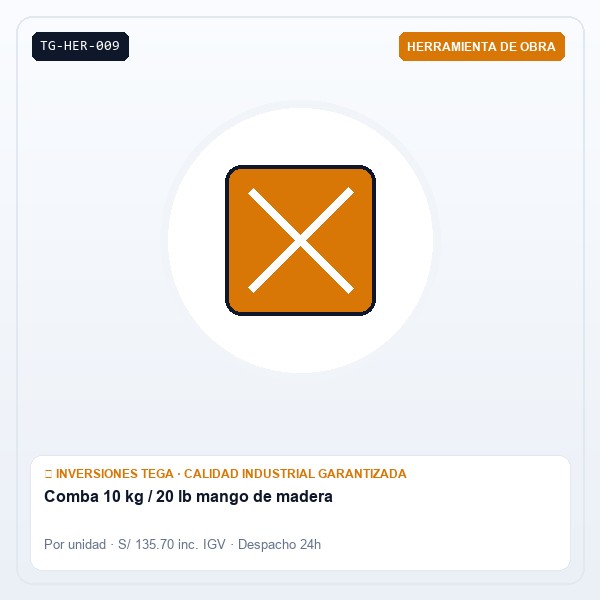 TG-HER-009
HERRAMIENTA DE OBRA
INVERSIONES TEGA · CALIDAD INDUSTRIAL GARANTIZADA
Comba 10 kg / 20 lb mango de madera
Por unidad · S/ 135.70 inc. IGV · Despacho 24h